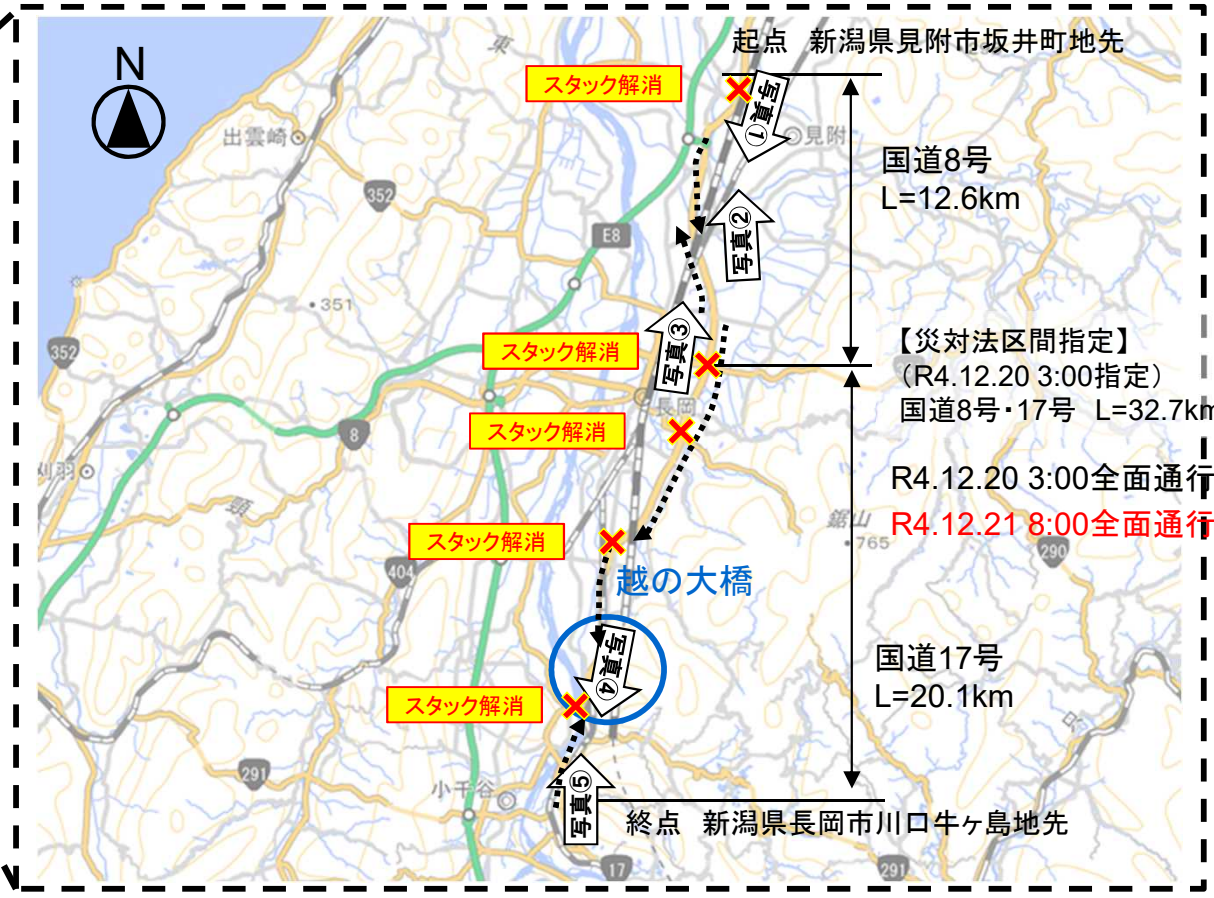 起点 新潟県見附市坂井町地先
N
東
スタック解消
写真①
出雲崎
見附
国道8号
L=12.6km
352
写真②
E8
・351
写真③
352
スタック解消
【災対法区間指定】
（R4.12.20 3:00指定）
国道8号・17号 L=32.7km
長岡
スタック解消
8
刈羽
R4.12.20 3:00全面通行
R4.12.21 8:00全面通行
鋸山
・765
290
スタック解消
404
越の大橋
写真④
国道17号
L=20.1km
スタック解消
291
小千谷
写真⑤
終点 新潟県長岡市川口牛ヶ島地先
17
291